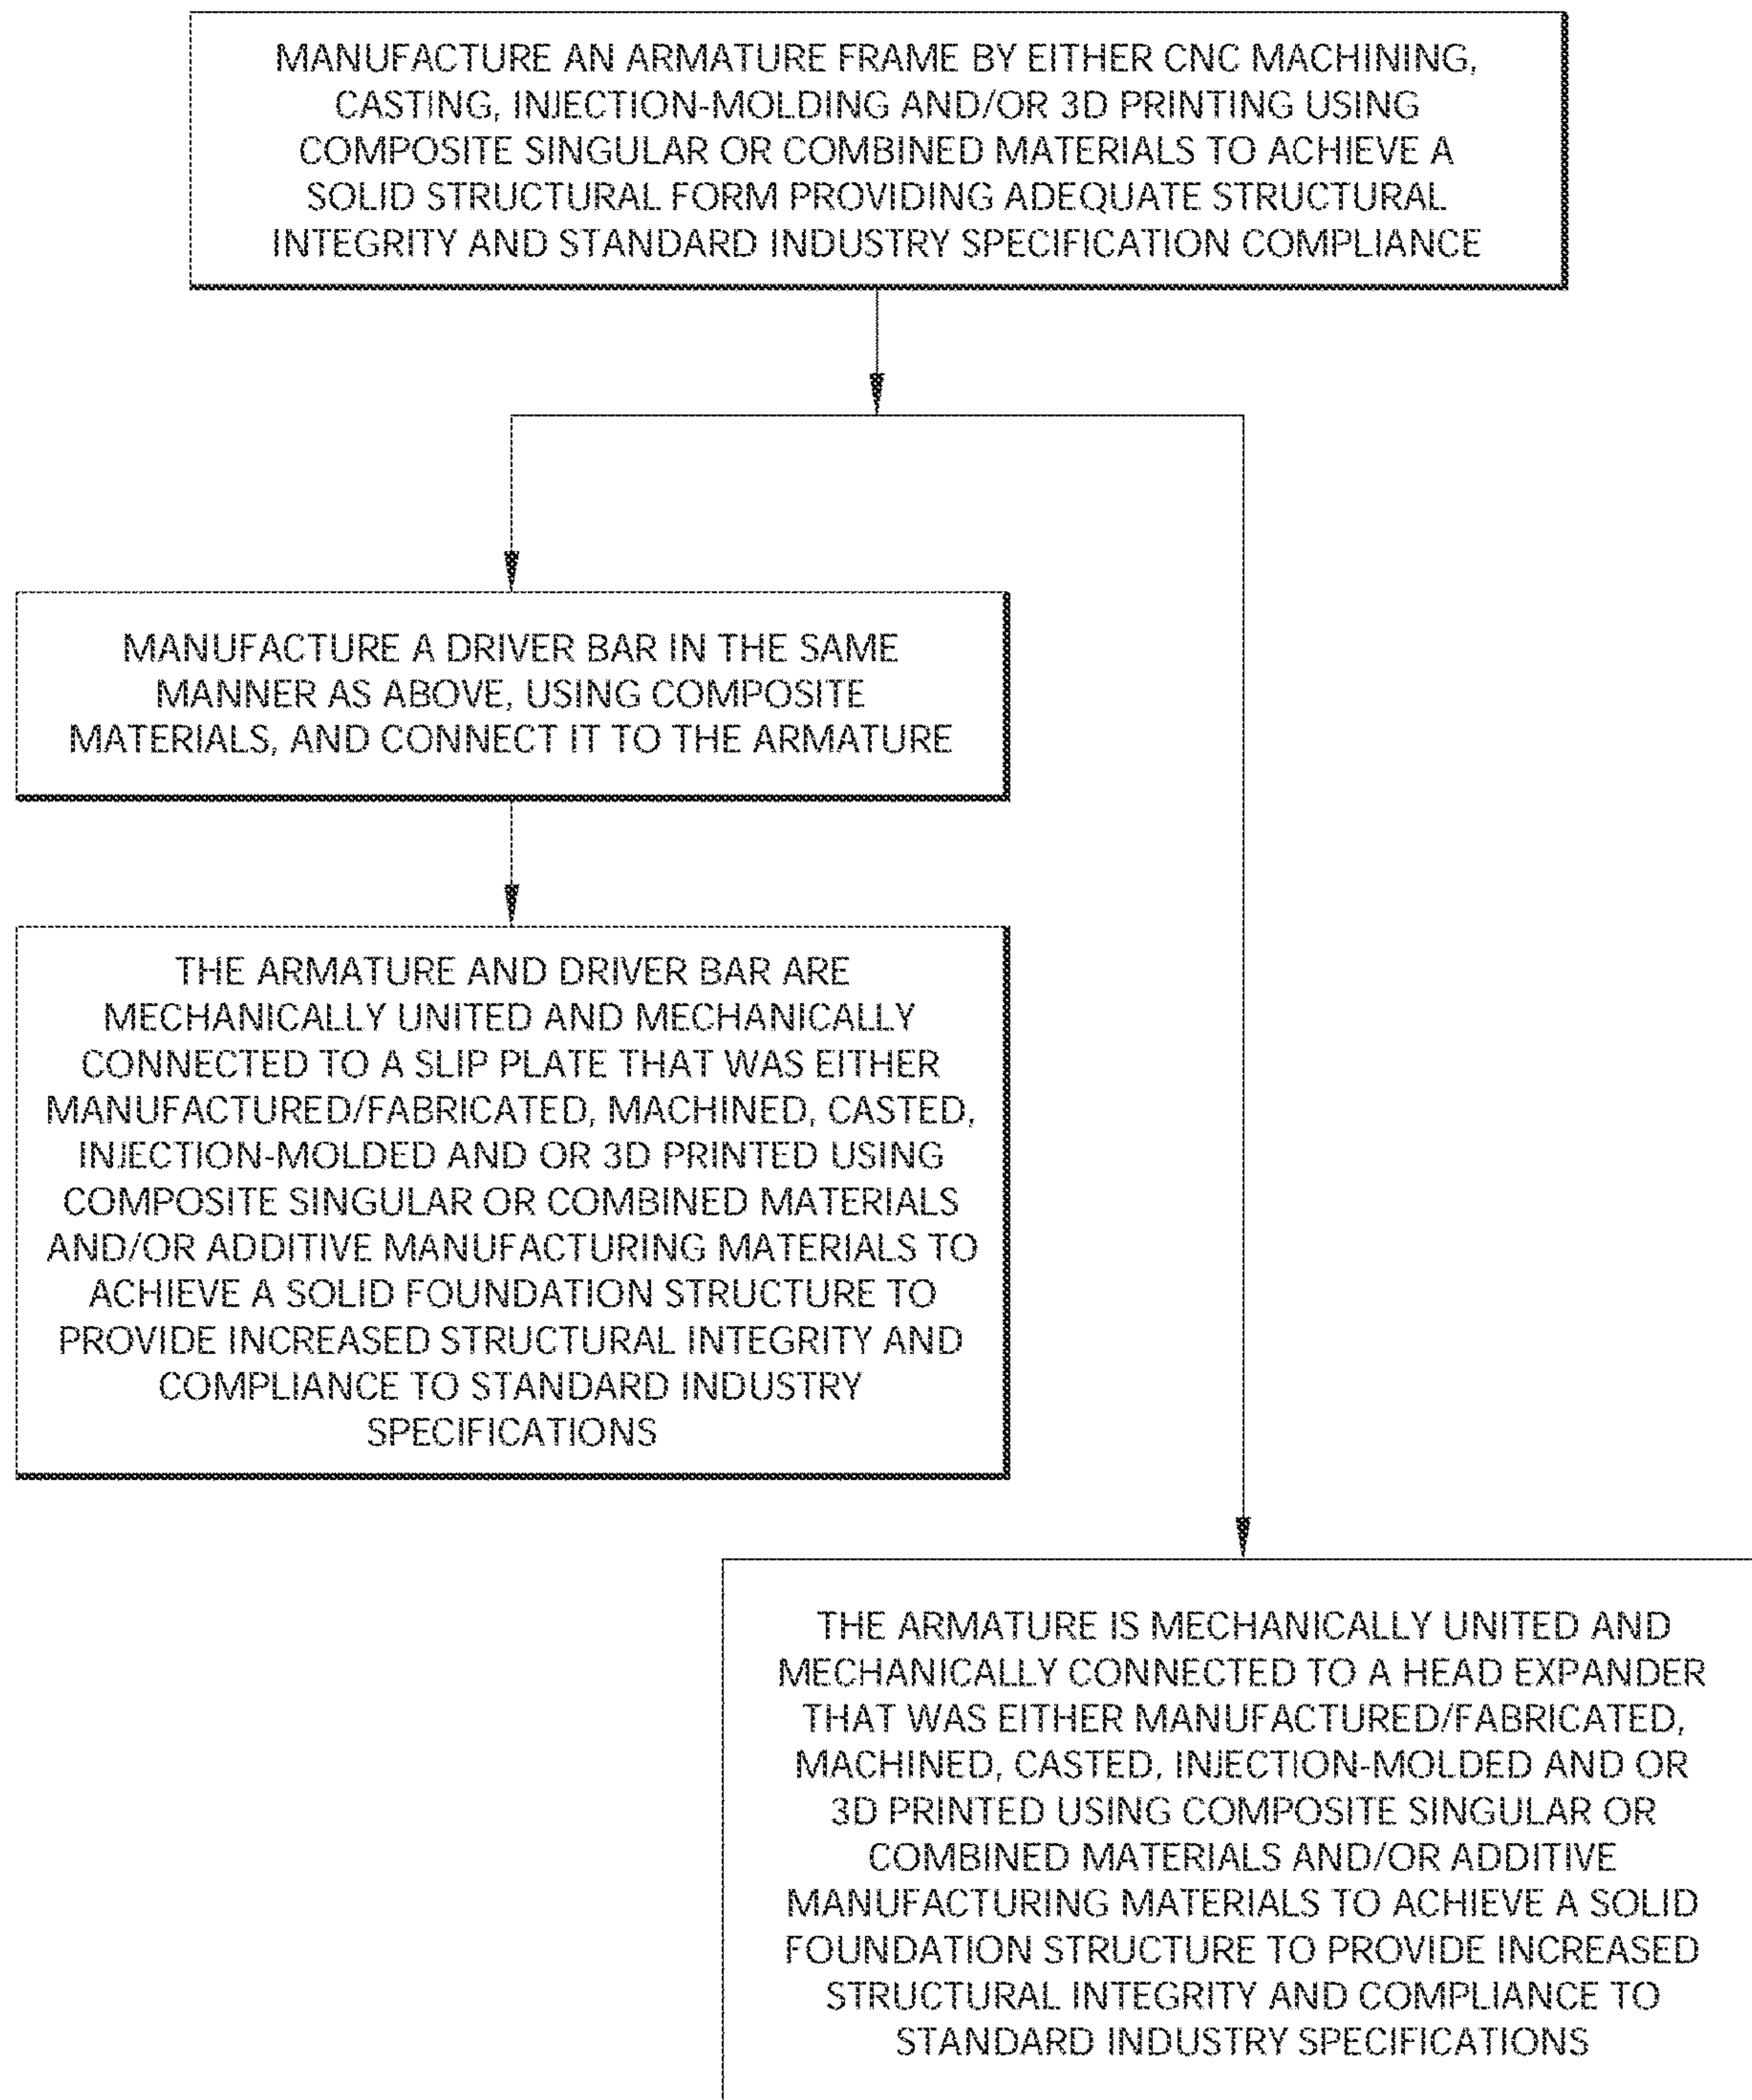 MANUFACTURE AN ARMATURE FRAME BY EITHER CNC MACHINING,
CASTING, INJECTION-MOLDING AND/OR 3D PRINTING USING
COMPOSITE SINGULAR OR COMBINED MATERIALS TO ACHIEVE A
SOLID STRUCTURAL FORM PROVIDING ADEQUATE STRUCTURAL
INTEGRITY AND STANDARD INDUSTRY SPECIFICATION COMPLIANCE
MANUFACTURE A DRIVER BAR IN THE SAME
MANNER AS ABOVE, USING COMPOSITE
MATERIALS, AND CONNECT IT TO THE ARMATURE
THE ARMATURE AND DRIVER BAR ARE
MECHANICALLY UNITED AND MECHANICALLY
CONNECTED TO A SLIP PLATE THAT WAS EITHER
MANUFACTURED/FABRICATED, MACHINED, CASTED,
INJECTION-MOLDED AND OR 3D PRINTED USING
COMPOSITE SINGULAR OR COMBINED MATERIALS
AND/OR ADDITIVE MANUFACTURING MATERIALS TO
ACHIEVE A SOLID FOUNDATION STRUCTURE TO
PROVIDE INCREASED STRUCTURAL INTEGRITY AND
COMPLIANCE TO STANDARD INDUSTRY
SPECIFICATIONS
THE ARMATURE IS MECHANICALLY UNITED AND
MECHANICALLY CONNECTED TO A HEAD EXPANDER
THAT WAS EITHER MANUFACTURED/FABRICATED,
MACHINED, CASTED, INJECTION-MOLDED AND OR
3D PRINTED USING COMPOSITE SINGULAR OR
COMBINED MATERIALS AND/OR ADDITIVE
MANUFACTURING MATERIALS TO ACHIEVE A SOLID
FOUNDATION STRUCTURE TO PROVIDE INCREASED
STRUCTURAL INTEGRITY AND COMPLIANCE TO
STANDARD INDUSTRY SPECIFICATIONS